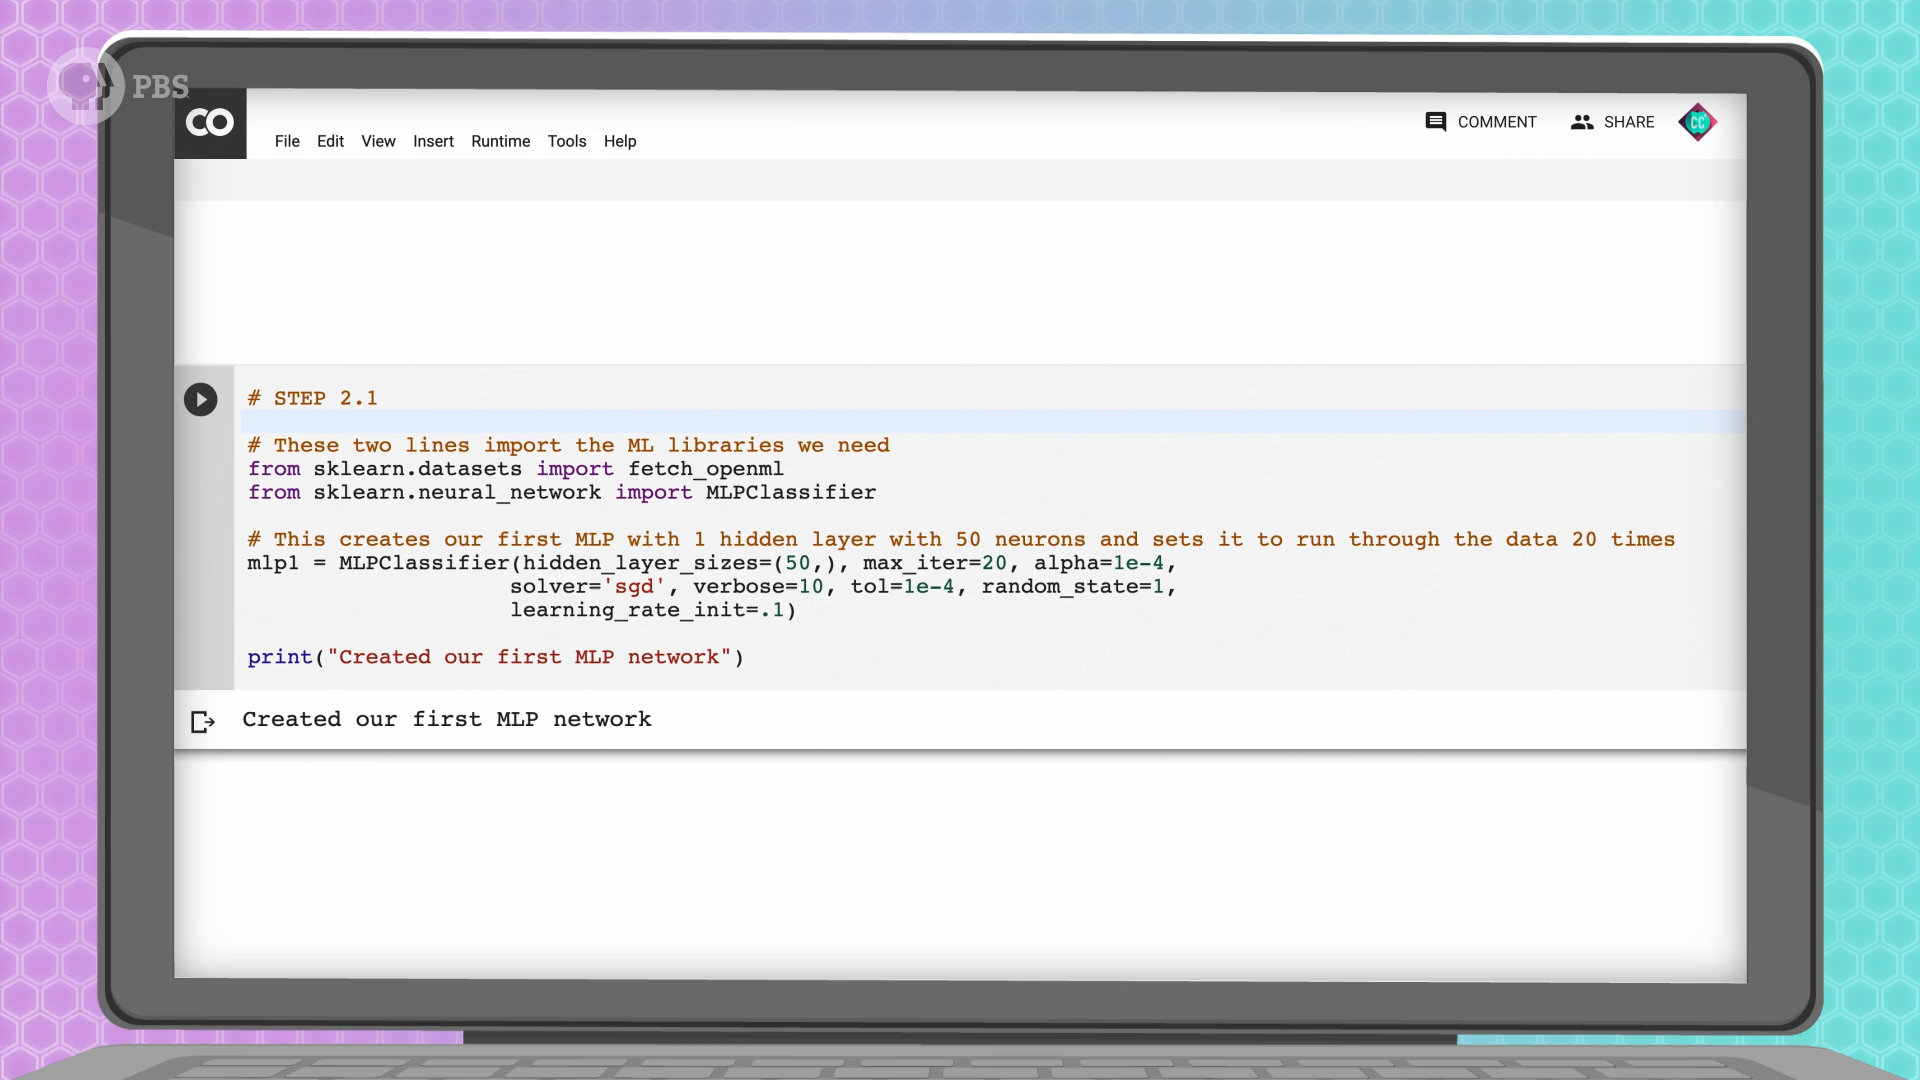 PBS
CO
COMMENT SHARE CC
File Edit View Insert Runtime Tools Help
# STEP 2.1
# These two lines import the ML libraries we need
from sklearn.datasets import fetch_openml
from sklearn.neural_network import MLPClassifier
# This creates our first MLP with 1 hidden layer with 50 neurons and sets it to run through the data 20 times
mlp1 = MLPClassifier(hidden_layer_sizes=(50,), max_iter=20, alpha=1e-4,
solver='sgd', verbose=10, tol=1e-4, random_state=1,
learning_rate_init=.1)
print("Created our first MLP network")
Created our first MLP network